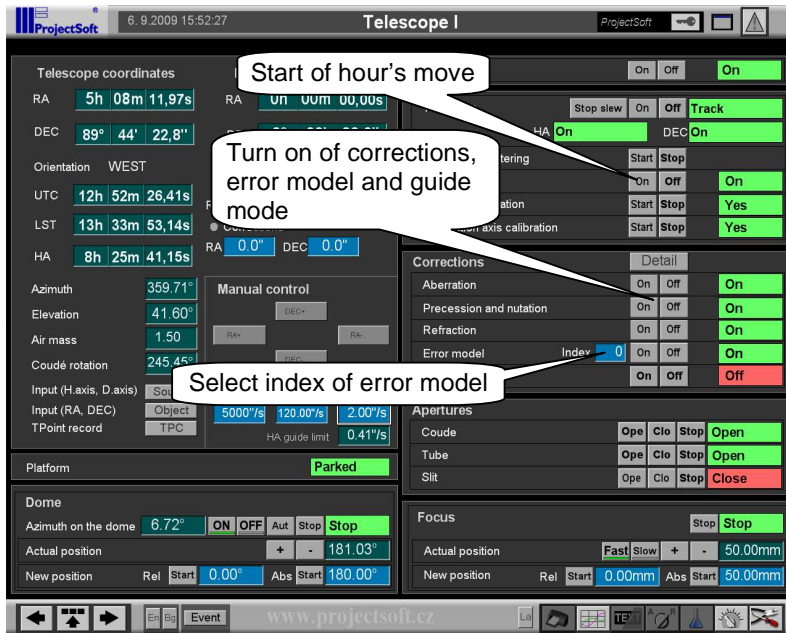 ProjectSoft
6. 9.2009 15:52:27
Telescope I
ProjectSoft
Telescope coordinates
RA 5h 08m 11,97s
DEC 89° 44' 22,8''
Orientation WEST
UTC 12h 52m 26,41s
LST 13h 33m 53,14s
HA 8h 25m 41,15s
Azimuth 359.71°
Elevation 41.60°
Air mass 1.50
Coudé rotation 245,45°
Input (H.axis, D.axis)
Input (RA, DEC) Object
TPoint record TPC
RA 0h 00m 00,00s
RA 0.0" DEC 0.0"
Manual control
DEC+
RA+ RA-
DEC-
5000"/s 120.00"/s 2.00"/s
HA guide limit 0.41"/s
Start of hour's move
Turn on of corrections,
error model and guide
mode
Select index of error model
On Off On
Stop slew On Off Track
HA On DEC On
Start Stop
On Off On
Start Stop Yes
axis calibration Start Stop Yes
Corrections Detail
Aberration On Off On
Precession and nutation On Off On
Refraction On Off On
Error model Index 0 On Off On
On Off Off
Apertures
Coude Ope Clo Stop Open
Tube Ope Clo Stop Open
Slit Ope Clo Stop Close
Platform Parked
Dome
Azimuth on the dome 6.72° ON OFF Aut Stop Stop
Actual position + - 181.03°
New position Rel Start 0.00° Abs Start 180.00°
Focus
Stop Stop
Actual position Fast Slow + - 50.00mm
New position Rel Start 0.00mm Abs Start 50.00mm
En Bg Event www.projectsoft.cz La TEXT A R